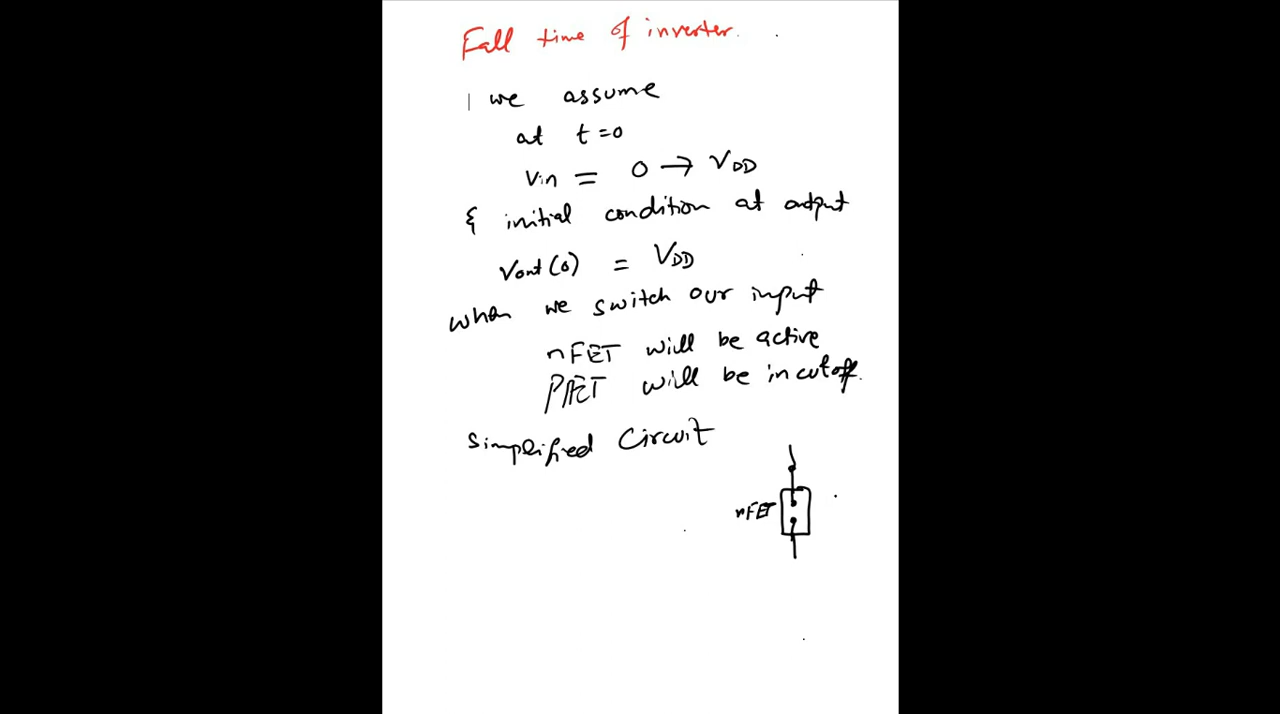 Fall time of inverter.
we assume
at t=0
Vin = 0 → VDD
& initial condition at output
Vout(0) = VDD
when we switch our input
nFET will be active
PFET will be in cutoff.
Simplified Circuit
nFET